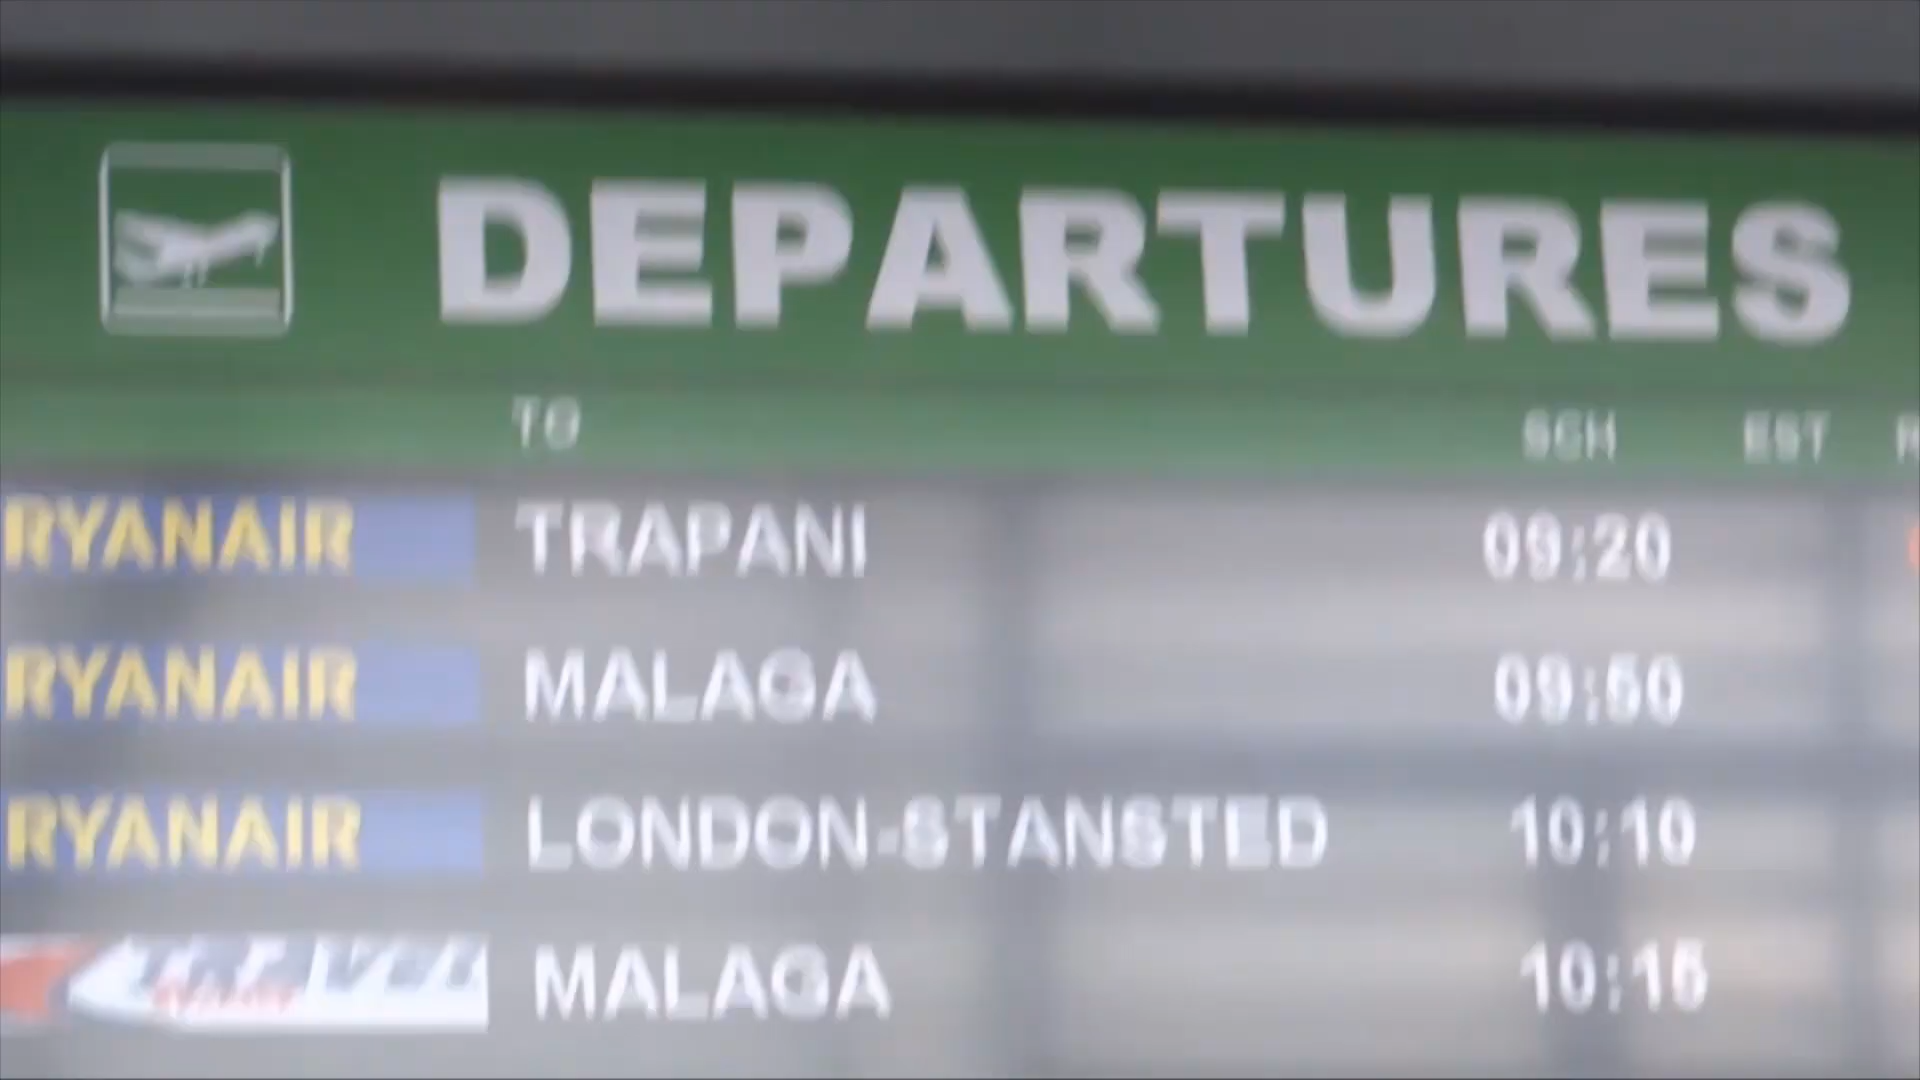 DEPARTURES
TO SCH EST
RYANAIR TRAPANI 09:20
RYANAIR MALAGA 09:50
RYANAIR LONDON-STANSTED 10:10
MALAGA 10:15